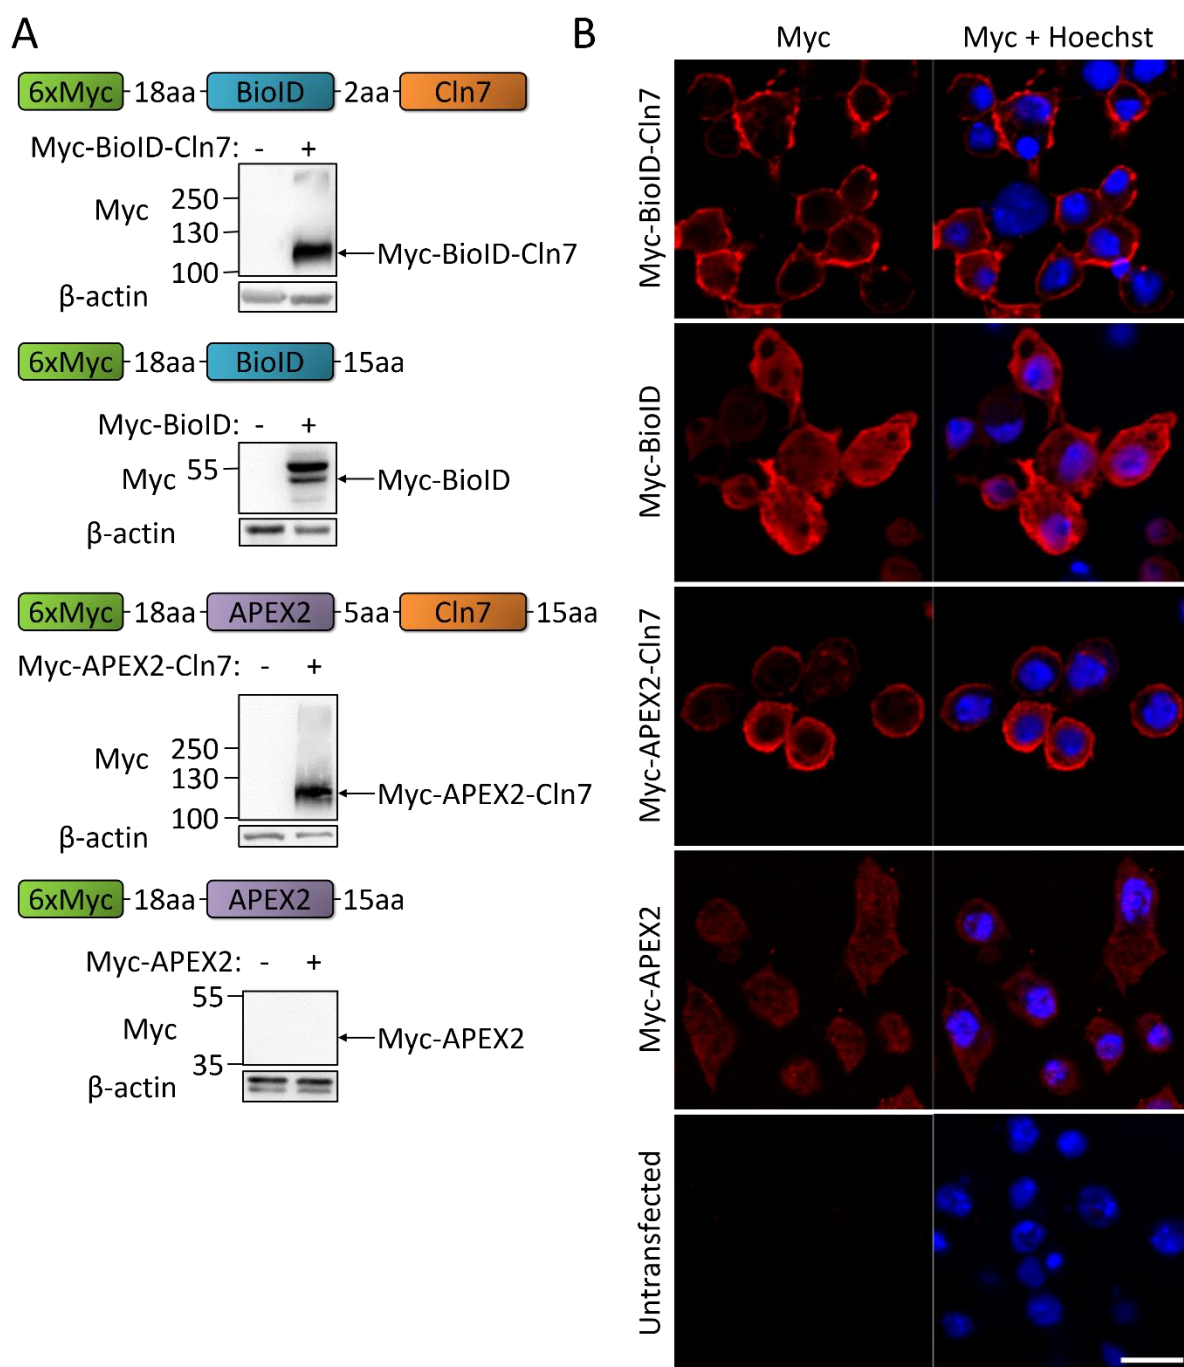 A
6xMyc 18aa BioID 2aa Cln7
Myc-BioID-Cln7: - +
Myc
250
130
100
Myc-BioID-Cln7
β-actin
6xMyc 18aa BioID 15aa
Myc-BioID: - +
Myc
55
Myc-BioID
β-actin
6xMyc 18aa APEX2 5aa Cln7 15aa
Myc-APEX2-Cln7: - +
Myc
250
130
100
Myc-APEX2-Cln7
β-actin
6xMyc 18aa APEX2 15aa
Myc-APEX2: - +
Myc
55
35
Myc-APEX2
β-actin
B
Myc
Myc + Hoechst
Myc-BioID-Cln7
Myc-BioID
Myc-APEX2-Cln7
Myc-APEX2
Untransfected